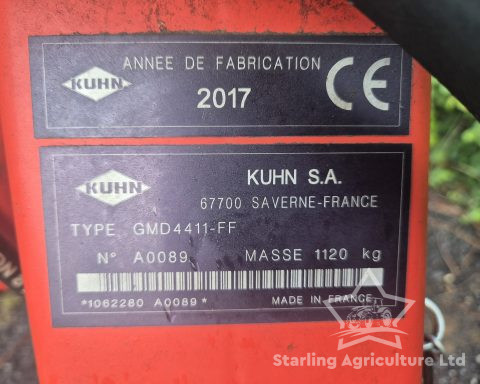 KUHN
ANNEE DE FABRICATION
2017
CE
KUHN
KUHN S.A.
67700 SAVERNE-FRANCE
TYPE GMD4411-FF
N° A0089 MASSE 1120 kg
*1062280 A0089*
MADE IN FRANCE
Starling Agriculture Ltd